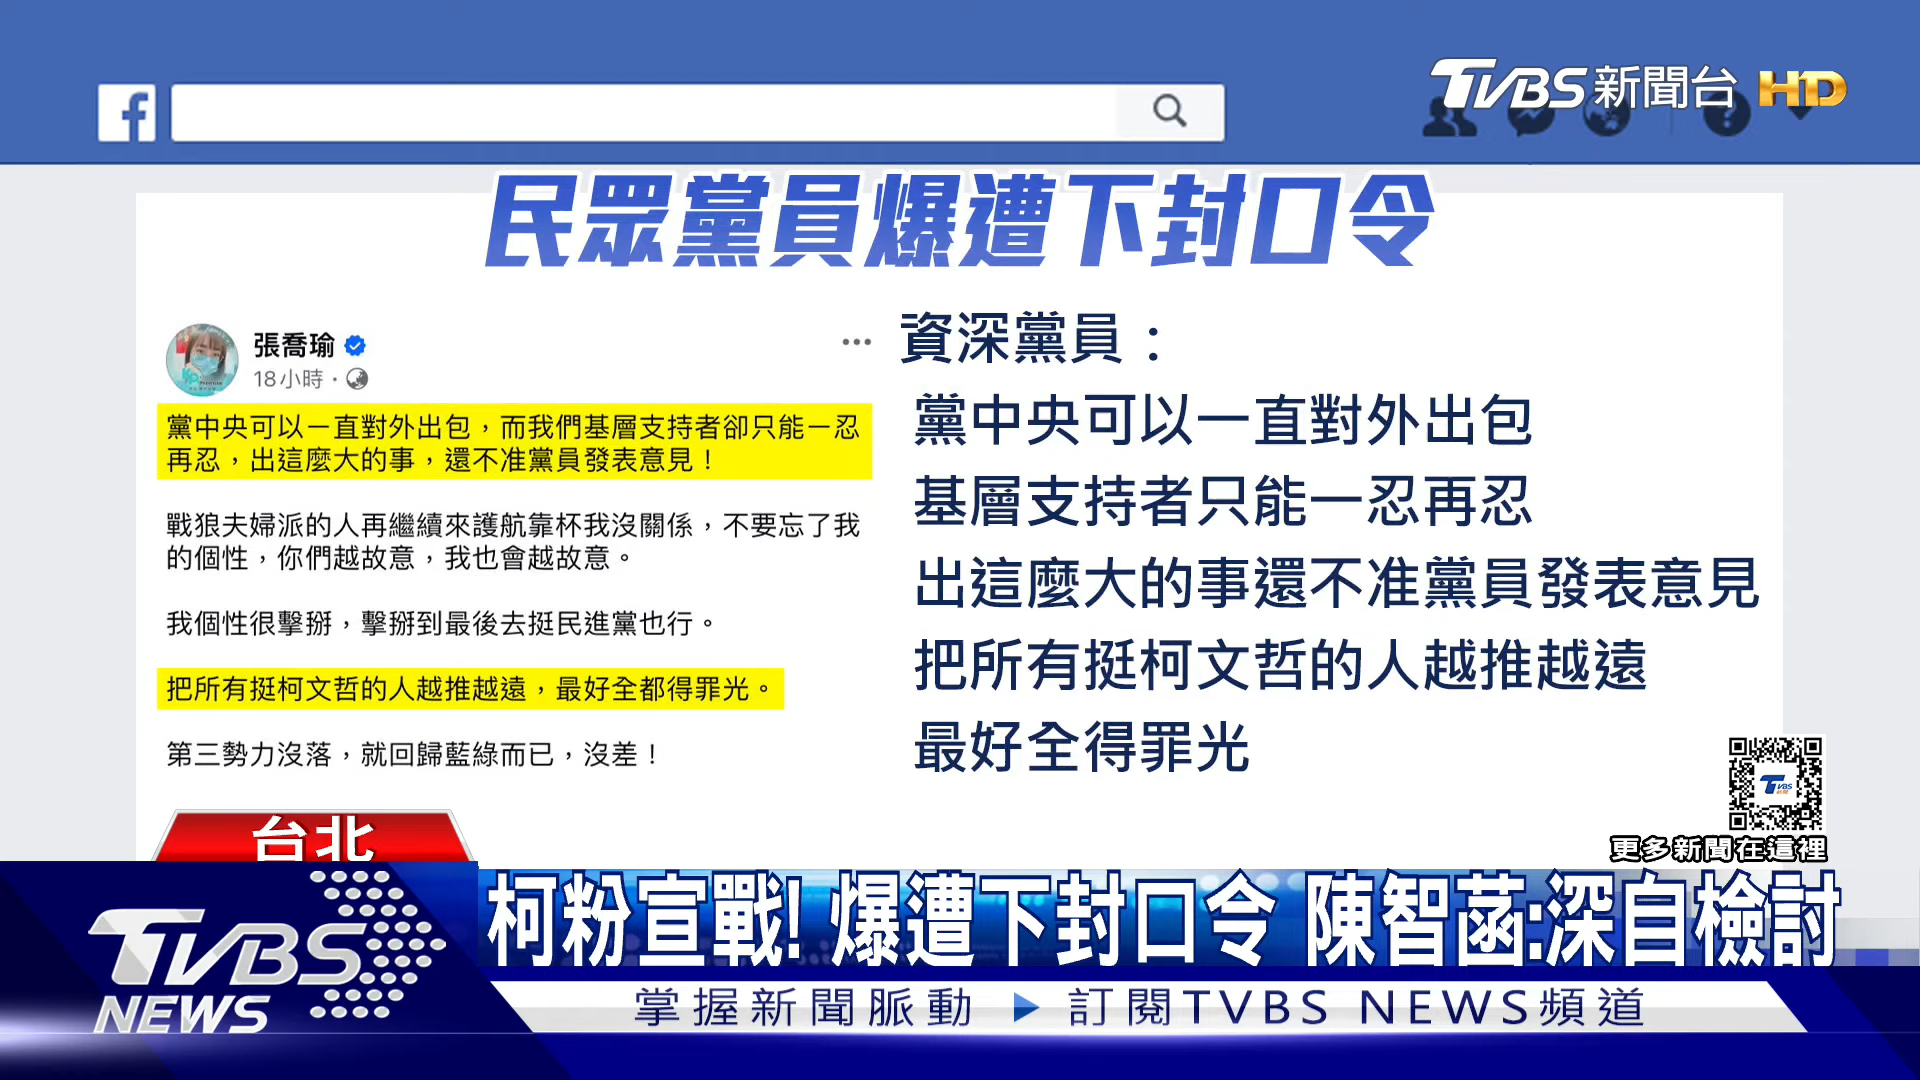 TVBS新聞台 HD
民眾黨員爆遭下封口令
張喬瑜
18小時
黨中央可以一直對外出包，而我們基層支持者卻只能一忍
再忍，出這麼大的事，還不准黨員發表意見！
戰狼夫婦派的人再繼續來護航靠杯我沒關係，不要忘了我
的個性，你們越故意，我也會越故意。
我個性很擊掰，擊掰到最後去挺民進黨也行。
把所有挺柯文哲的人越推越遠，最好全都得罪光。
第三勢力沒落，就回歸藍綠而已，沒差！
資深黨員：
黨中央可以一直對外出包
基層支持者只能一忍再忍
出這麼大的事還不准黨員發表意見
把所有挺柯文哲的人越推越遠
最好全得罪光
TVBS
更多新聞在這裡
台北
柯粉宣戰! 爆遭下封口令 陳智菡:深自檢討
TVBS
NEWS
掌握新聞脈動 ▶ 訂閱TVBS NEWS頻道